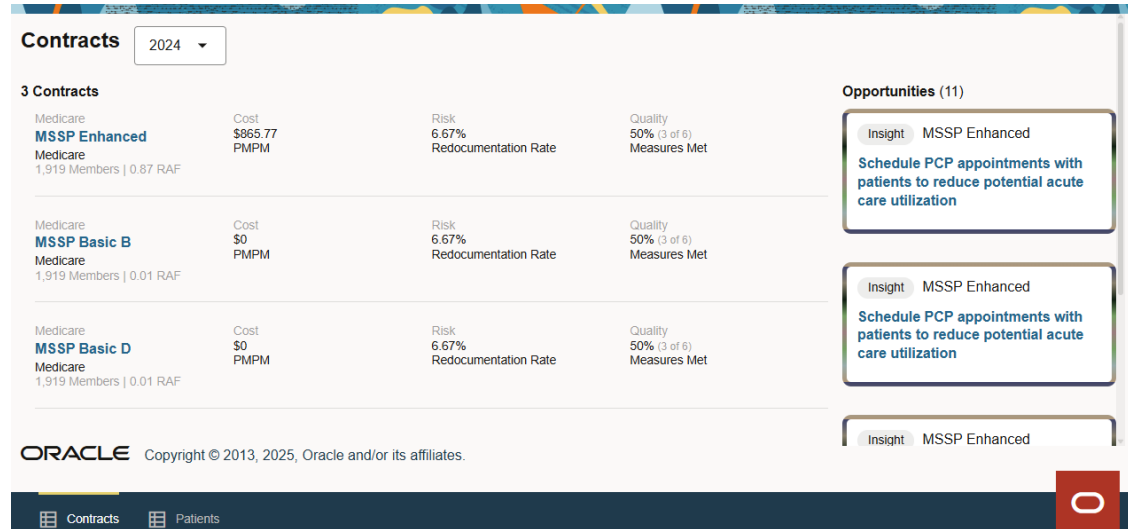 Contracts
2024
3 Contracts
Medicare
MSSP Enhanced
Medicare
1,919 Members | 0.87 RAF
Cost
$865.77
PMPM
Risk
6.67%
Redocumentation Rate
Quality
50% (3 of 6)
Measures Met
Medicare
MSSP Basic B
Medicare
1,919 Members | 0.01 RAF
Cost
$0
PMPM
Risk
6.67%
Redocumentation Rate
Quality
50% (3 of 6)
Measures Met
Medicare
MSSP Basic D
Medicare
1,919 Members | 0.01 RAF
Cost
$0
PMPM
Risk
6.67%
Redocumentation Rate
Quality
50% (3 of 6)
Measures Met
Opportunities (11)
Insight MSSP Enhanced
Schedule PCP appointments with
patients to reduce potential acute
care utilization
Insight MSSP Enhanced
Schedule PCP appointments with
patients to reduce potential acute
care utilization
Insight MSSP Enhanced
ORACLE Copyright © 2013, 2025, Oracle and/or its affiliates.
Contracts Patients